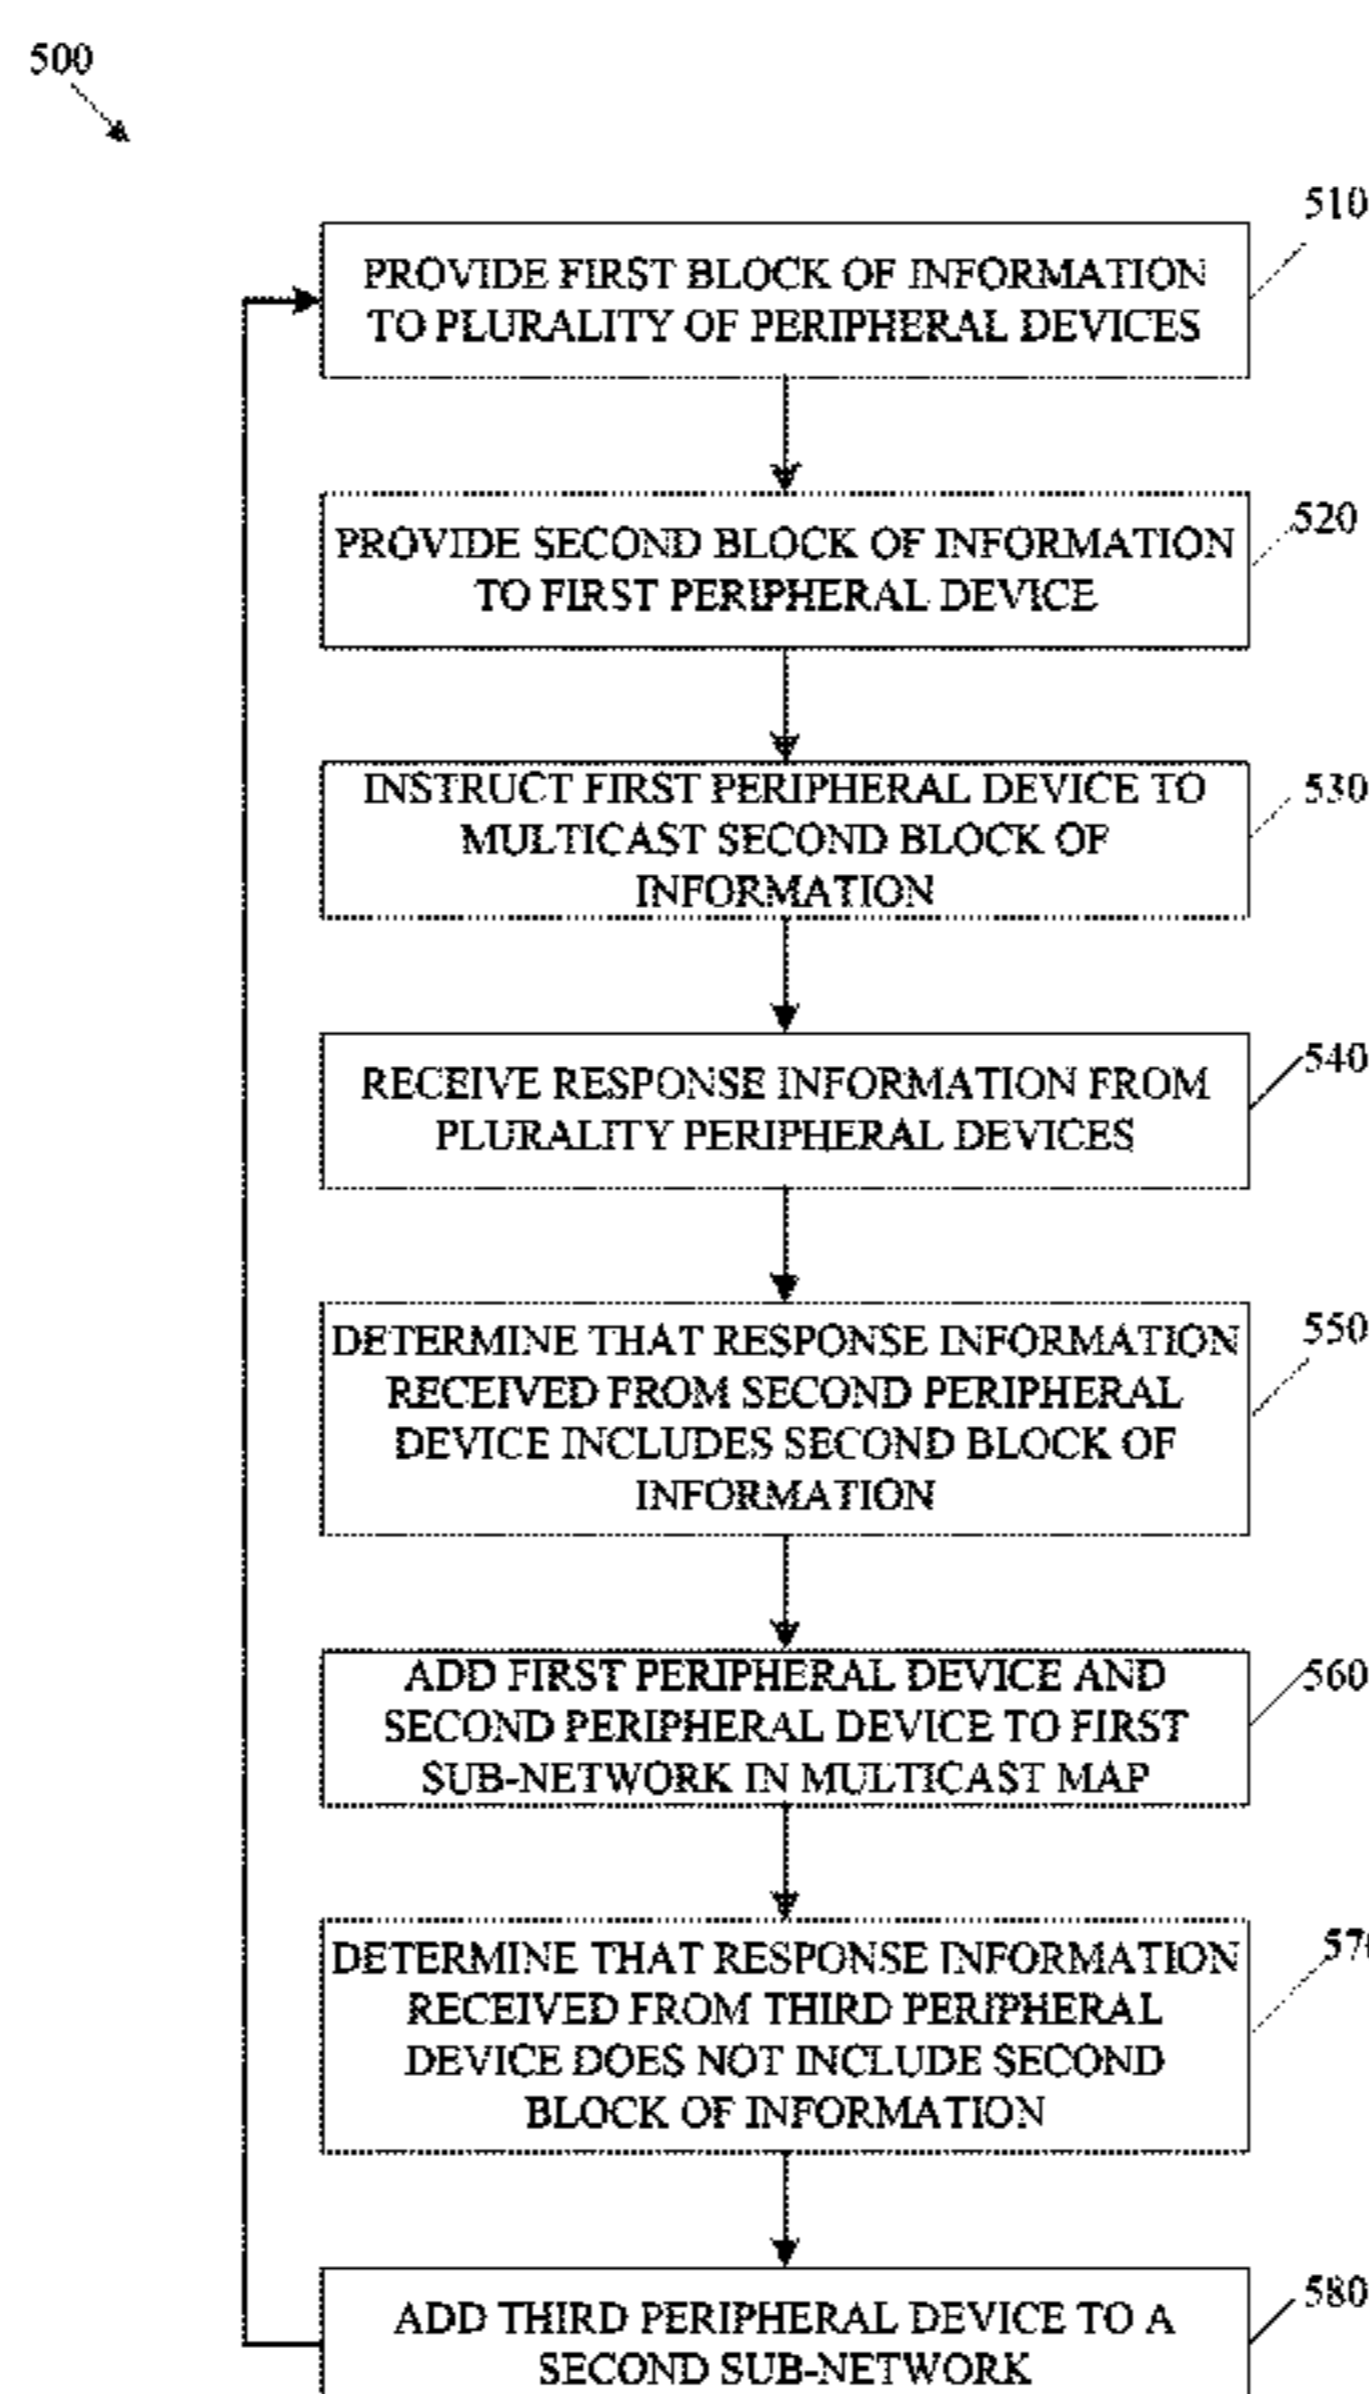 500
510
PROVIDE FIRST BLOCK OF INFORMATION
TO PLURALITY OF PERIPHERAL DEVICES
520
PROVIDE SECOND BLOCK OF INFORMATION
TO FIRST PERIPHERAL DEVICE
530
INSTRUCT FIRST PERIPHERAL DEVICE TO
MULTICAST SECOND BLOCK OF
INFORMATION
540
RECEIVE RESPONSE INFORMATION FROM
PLURALITY PERIPHERAL DEVICES
550
DETERMINE THAT RESPONSE INFORMATION
RECEIVED FROM SECOND PERIPHERAL
DEVICE INCLUDES SECOND BLOCK OF
INFORMATION
560
ADD FIRST PERIPHERAL DEVICE AND
SECOND PERIPHERAL DEVICE TO FIRST
SUB-NETWORK IN MULTICAST MAP
570
DETERMINE THAT RESPONSE INFORMATION
RECEIVED FROM THIRD PERIPHERAL
DEVICE DOES NOT INCLUDE SECOND
BLOCK OF INFORMATION
580
ADD THIRD PERIPHERAL DEVICE TO A
SECOND SUB-NETWORK